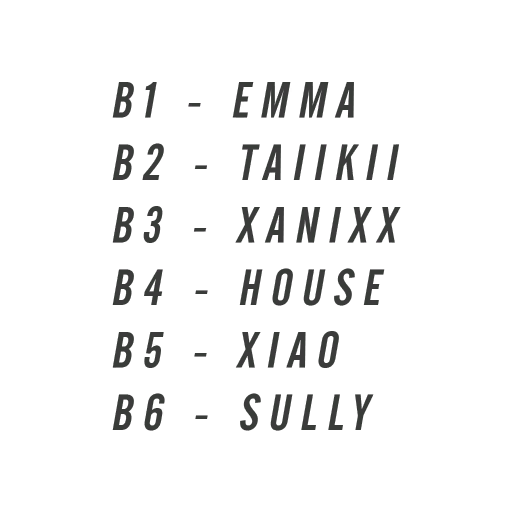 B1 - EMMA
B2 - TAIIKII
B3 - XANIXX
B4 - HOUSE
B5 - XIAO
B6 - SULLY